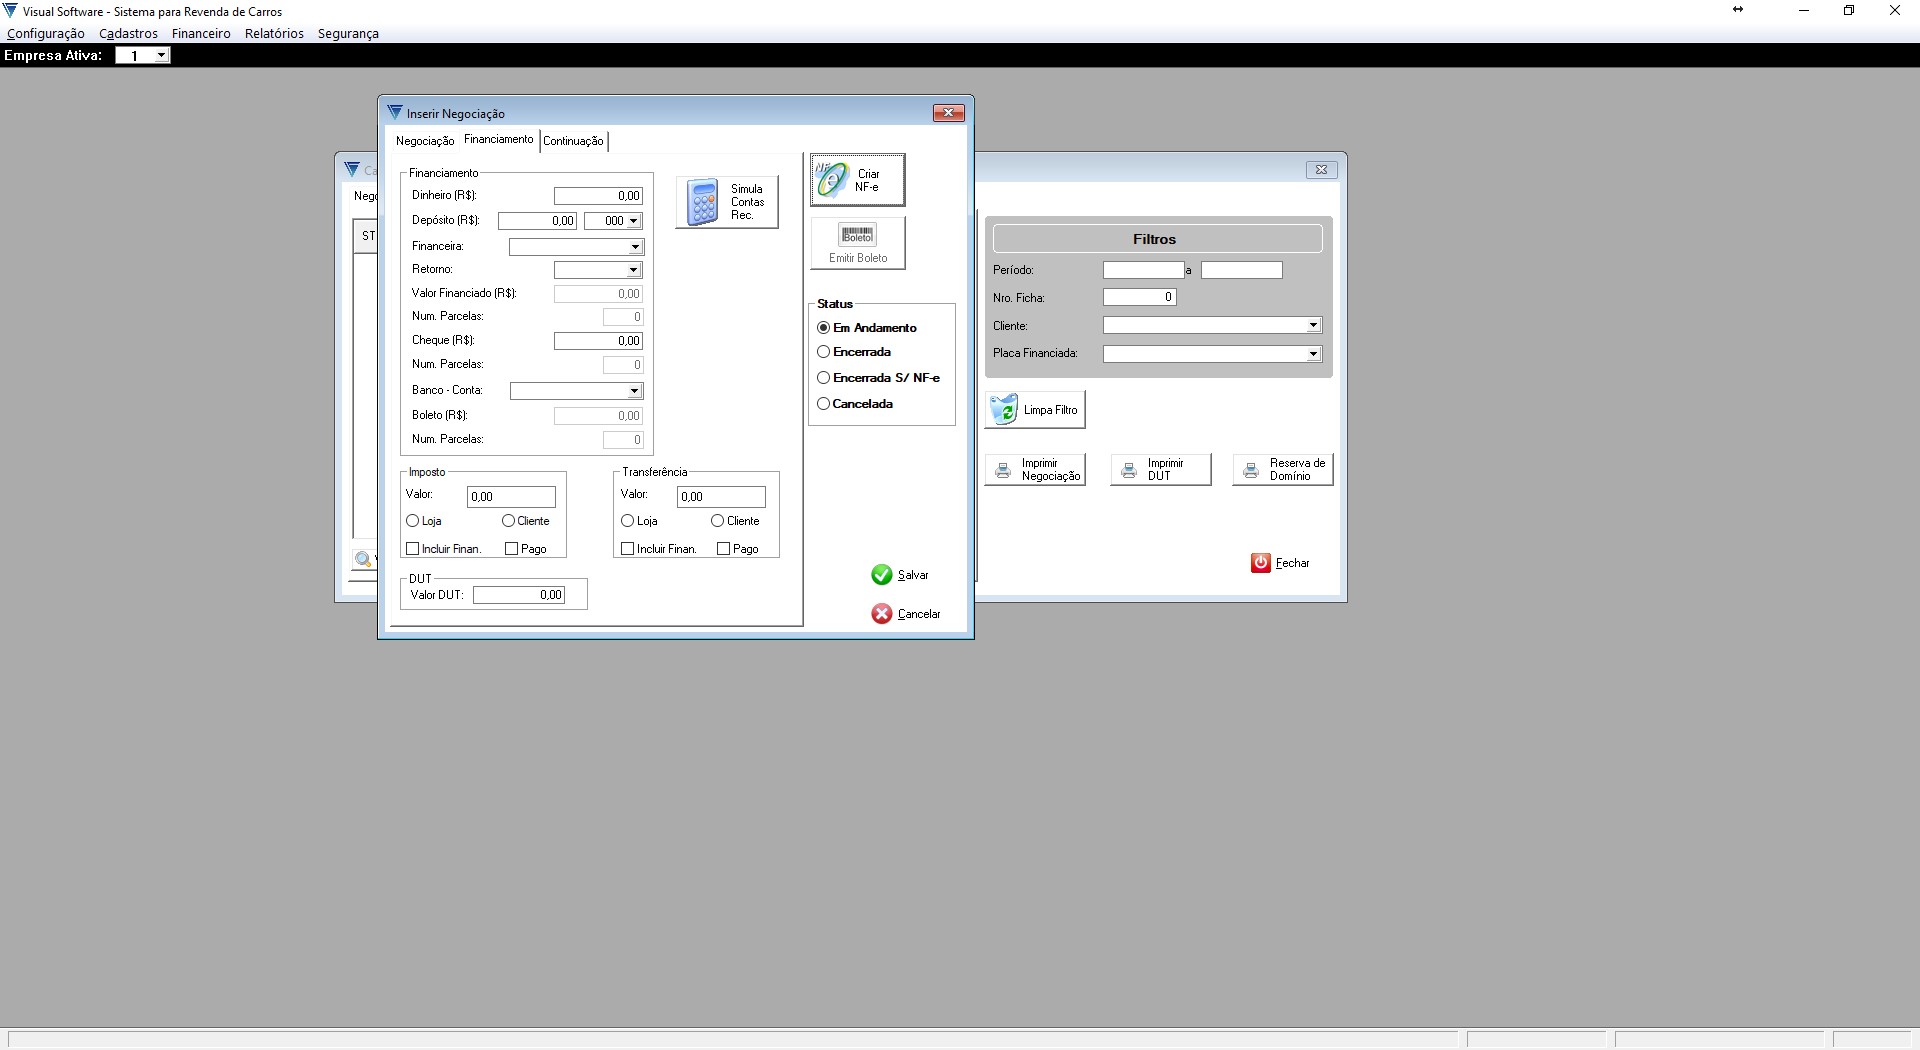 Visual Software - Sistema para Revenda de Carros
Configuração Cadastros Financeiro Relatórios Segurança
Empresa Ativa: 1
Inserir Negociação
Negociação Financiamento Continuação
Financiamento
Dinheiro (R$): 0,00
Depósito (R$): 0,00 000
Financeira:
Retorno:
Valor Financiado (R$): 0,00
Num. Parcelas: 0
Cheque (R$): 0,00
Num. Parcelas: 0
Banco - Conta:
Boleto (R$): 0,00
Num. Parcelas: 0
Simula
Contas
Rec.
Imposto
Valor: 0,00
Loja Cliente
Incluir Finan. Pago
Transferência
Valor: 0,00
Loja Cliente
Incluir Finan. Pago
DUT
Valor DUT: 0,00
NF
e
Criar
NF-e
Boleto
Emitir Boleto
Status
Em Andamento
Encerrada
Encerrada S/ NF-e
Cancelada
Salvar
Cancelar
ST
Filtros
Período: a
Nro. Ficha: 0
Cliente:
Placa Financiada:
Limpa Filtro
Imprimir
Negociação
Imprimir
DUT
Reserva de
Domínio
Fechar